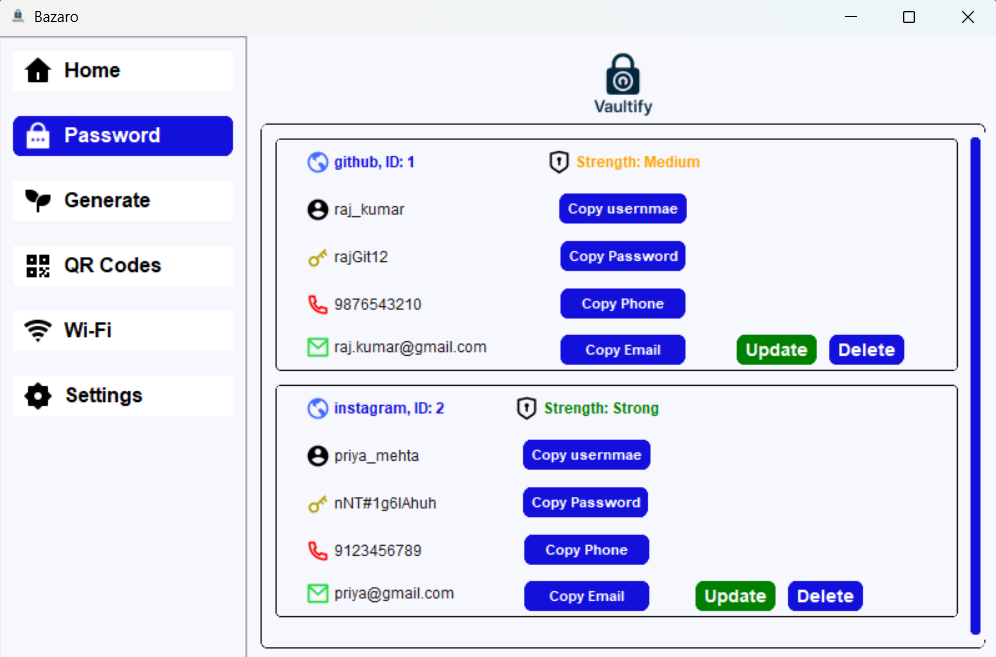 Bazaro
Home
Password
Generate
QR Codes
Wi-Fi
Settings
Vaultify
github, ID: 1 Strength: Medium
raj_kumar Copy usernmae
rajGit12 Copy Password
9876543210 Copy Phone
raj.kumar@gmail.com Copy Email Update Delete
instagram, ID: 2 Strength: Strong
priya_mehta Copy usernmae
nNT#1g6lAhuh Copy Password
9123456789 Copy Phone
priya@gmail.com Copy Email Update Delete